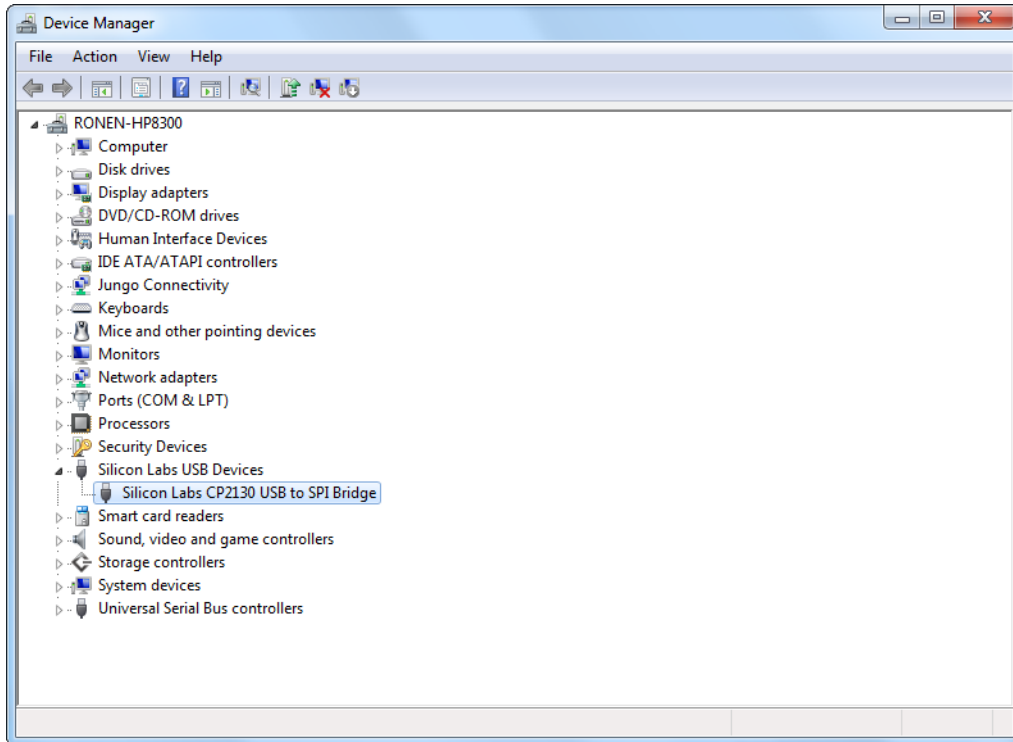 Device Manager
File Action View Help
RONEN-HP8300
Computer
Disk drives
Display adapters
DVD/CD-ROM drives
Human Interface Devices
IDE ATA/ATAPI controllers
Jungo Connectivity
Keyboards
Mice and other pointing devices
Monitors
Network adapters
Ports (COM & LPT)
Processors
Security Devices
Silicon Labs USB Devices
Silicon Labs CP2130 USB to SPI Bridge
Smart card readers
Sound, video and game controllers
Storage controllers
System devices
Universal Serial Bus controllers